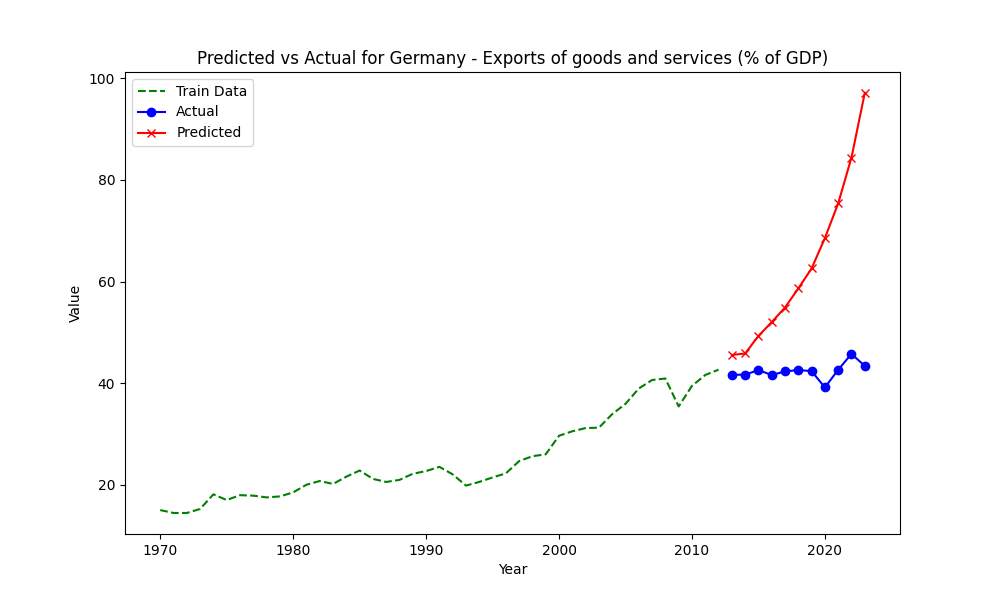 Predicted vs Actual for Germany - Exports of goods and services (% of GDP)
Train Data
Actual
Predicted
100
80
60
40
20
Value
1970 1980 1990 2000 2010 2020
Year